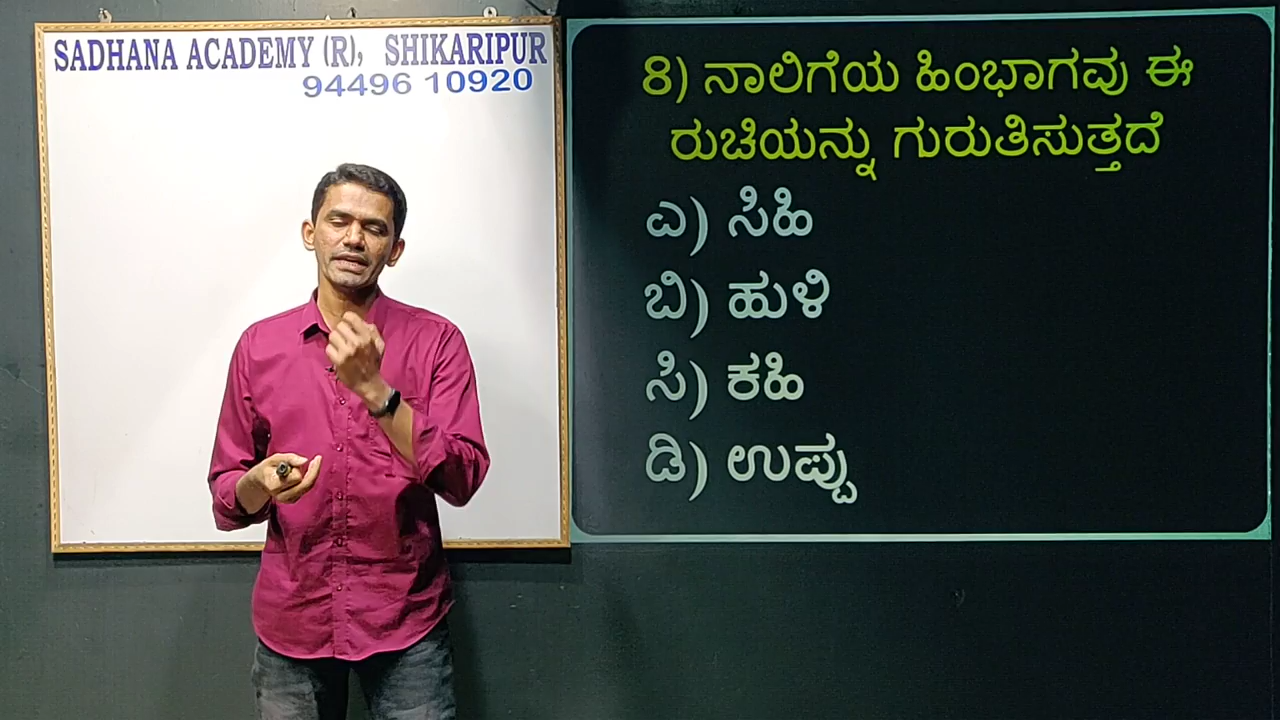 SADHANA ACADEMY (R), SHIKARIPUR
94496 10920
8) ನಾಲಿಗೆಯ ಹಿಂಭಾಗವು ಈ
ರುಚಿಯನ್ನು ಗುರುತಿಸುತ್ತದೆ
ಎ) ಸಿಹಿ
ಬಿ) ಹುಳಿ
ಸಿ) ಕಹಿ
ಡಿ) ಉಪ್ಪು